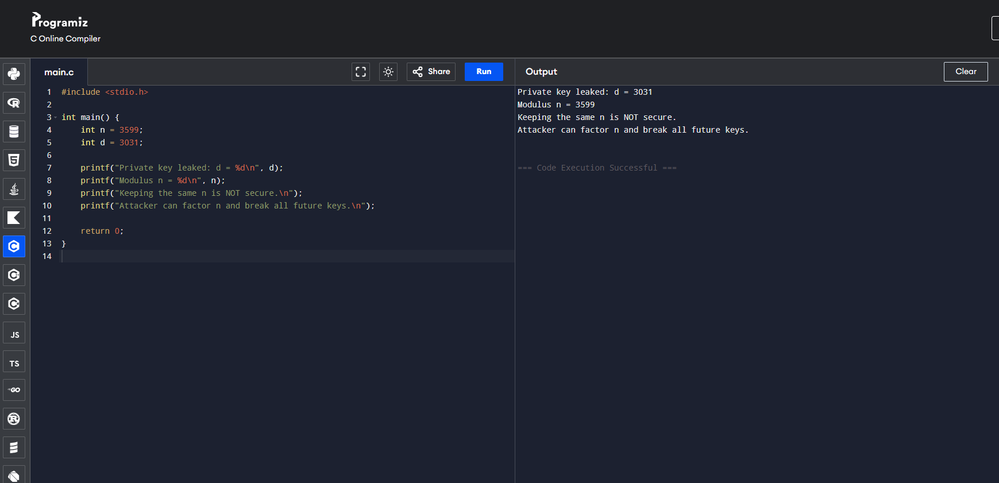 Programiz
C Online Compiler
main.c
Share
Run
Output
Clear
1 #include <stdio.h>
2
3 int main() {
4     int n = 3599;
5     int d = 3031;
6
7     printf("Private key leaked: d = %d\n", d);
8     printf("Modulus n = %d\n", n);
9     printf("Keeping the same n is NOT secure.\n");
10     printf("Attacker can factor n and break all future keys.\n");
11
12     return 0;
13 }
14
Private key leaked: d = 3031
Modulus n = 3599
Keeping the same n is NOT secure.
Attacker can factor n and break all future keys.
=== Code Execution Successful ===
R
5
C
C
C
JS
TS
GO
R